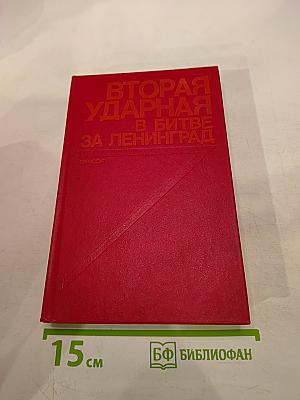 ВТОРАЯ
УДАРНАЯ
В БИТВЕ
ЗА ЛЕНИНГРАД
15 см
БФ БИБЛИОФАН